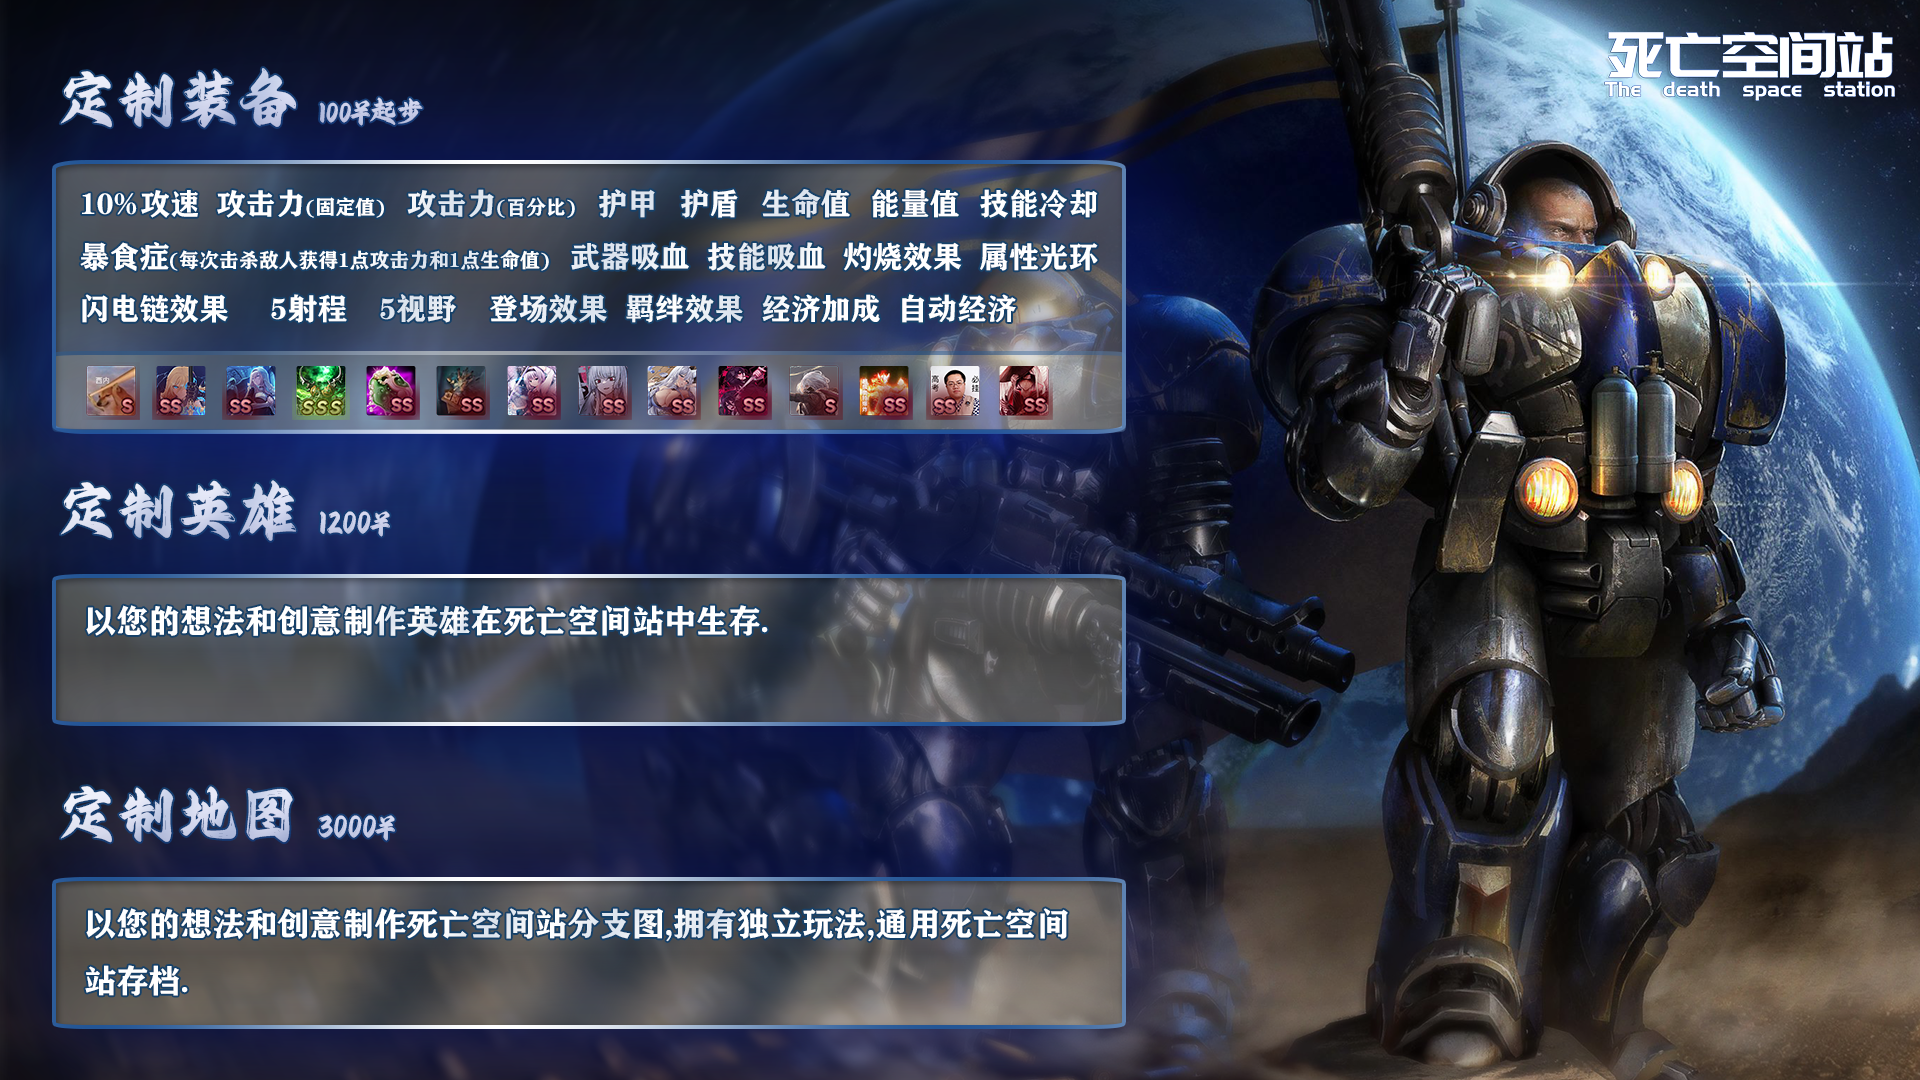 死亡空间站
The death space station
定制装备 100羊起步
10%攻速 攻击力(固定值) 攻击力(百分比) 护甲 护盾 生命值 能量值 技能冷却
暴食症(每次击杀敌人获得1点攻击力和1点生命值) 武器吸血 技能吸血 灼烧效果 属性光环
闪电链效果 5射程 5视野 登场效果 羁绊效果 经济加成 自动经济
西内 S SS SS SSS SS SS SS SS SS SS S SS 高考 必挂 SS SS
定制英雄 1200羊
以您的想法和创意制作英雄在死亡空间站中生存.
定制地图 3000羊
以您的想法和创意制作死亡空间站分支图,拥有独立玩法,通用死亡空间
站存档.